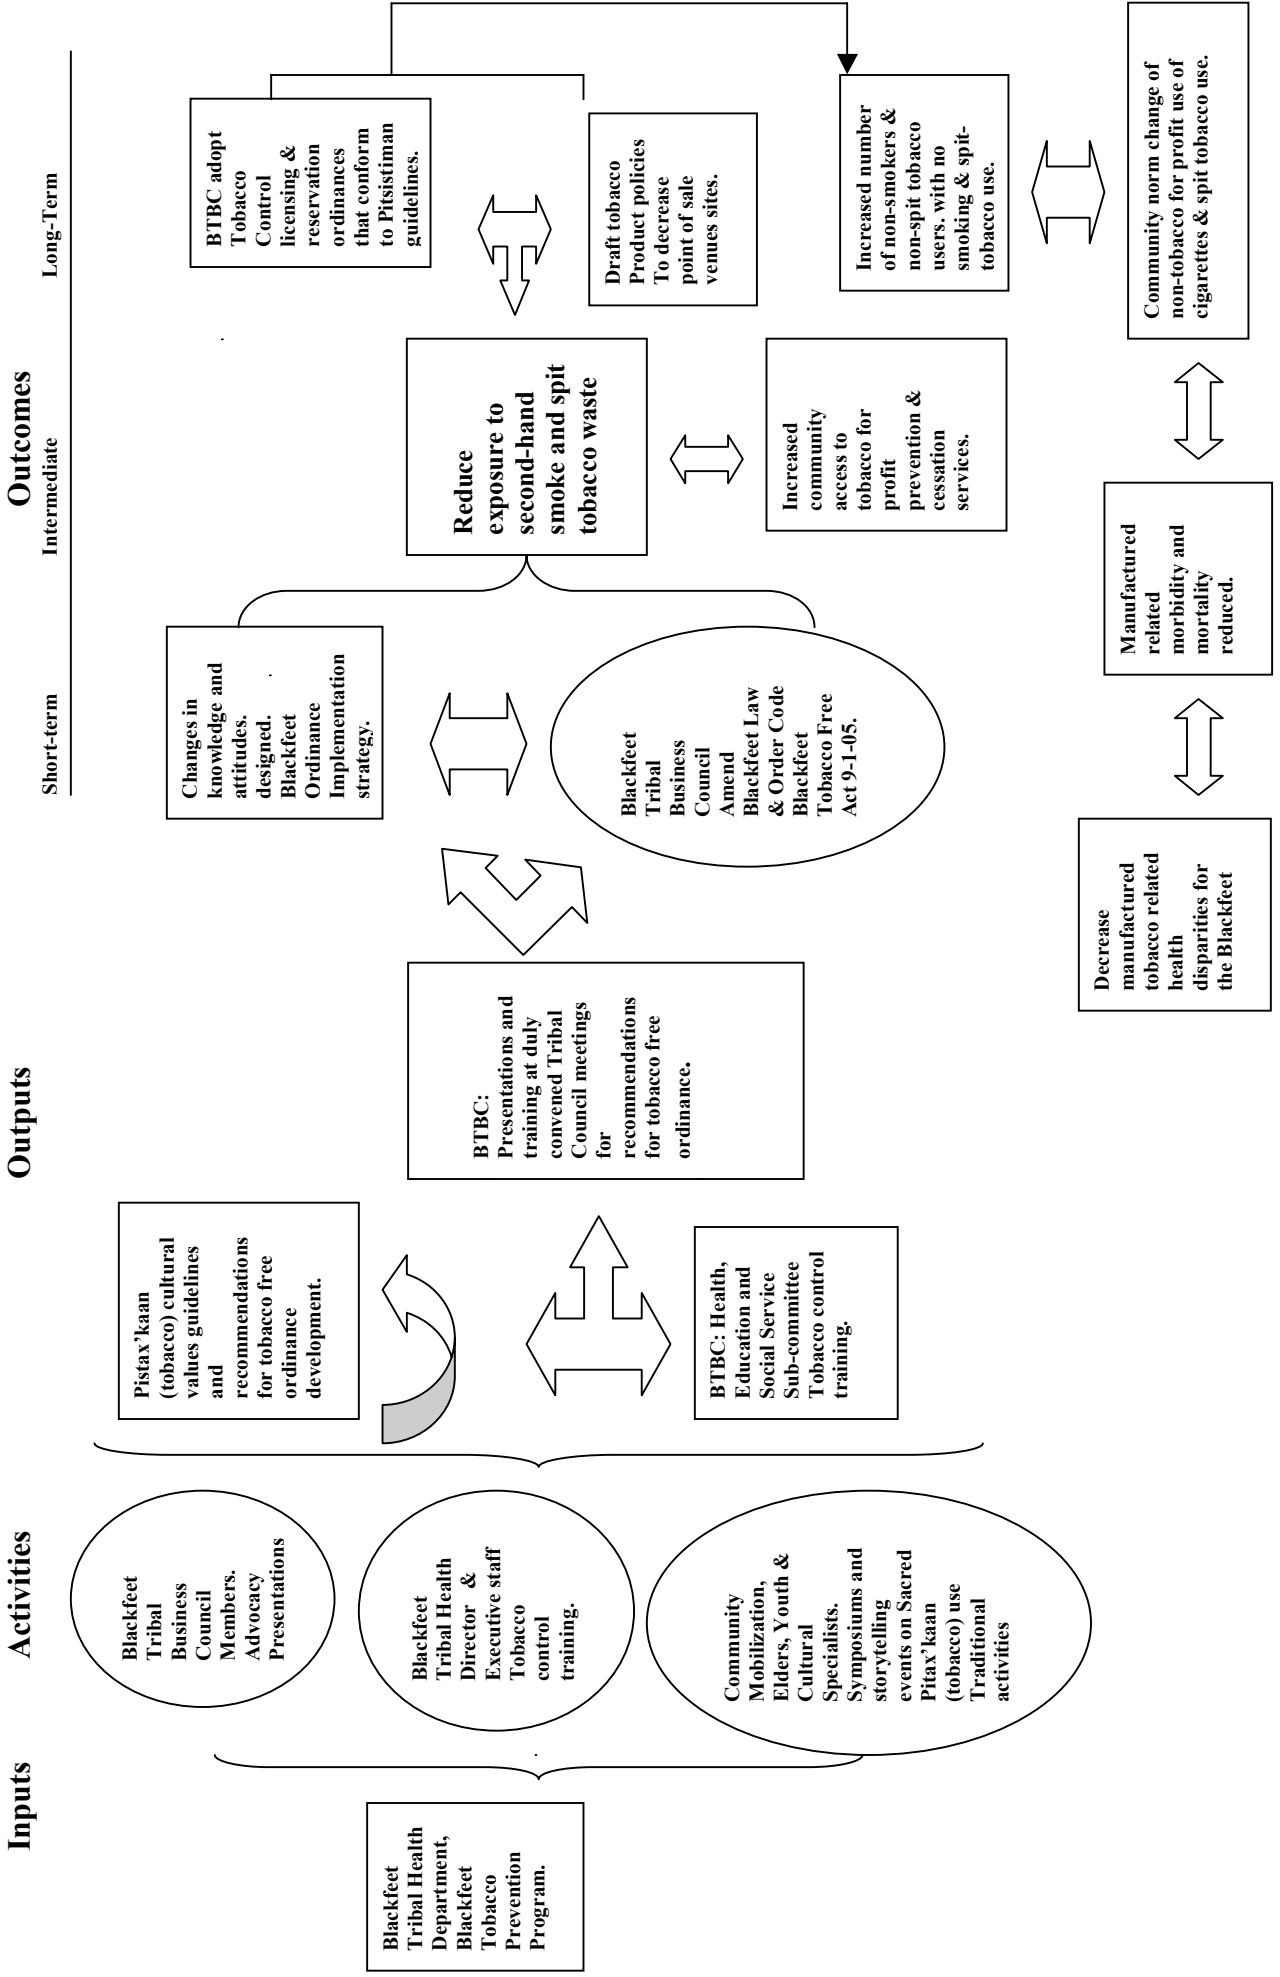 Inputs
Activities
Outputs
Outcomes
Short-term
Intermediate
Long-Term
Blackfeet
Tribal Health
Department,
Blackfeet
Tobacco
Prevention
Program.
Blackfeet
Tribal
Business
Council
Members.
Advocacy
Presentations
Blackfeet
Tribal Health
Director &
Executive staff
Tobacco
control
training.
Community
Mobilization,
Elders, Youth &
Cultural
Specialists.
Symposiums and
storytelling
events on Sacred
Pitax’kaan
(tobacco) use
Traditional
activities
Pistax’kaan
(tobacco) cultural
values guidelines
and
recommendations
for tobacco free
ordinance
development.
BTBC: Health,
Education and
Social Service
Sub-committee
Tobacco control
training.
BTBC:
Presentations and
training at duly
convened Tribal
Council meetings
for
recommendations
for tobacco free
ordinance.
Changes in
knowledge and
attitudes.
designed.
Blackfeet
Ordinance
Implementation
strategy.
Blackfeet
Tribal
Business
Council
Amend
Blackfeet Law
& Order Code
Blackfeet
Tobacco Free
Act 9-1-05.
Reduce
exposure to
second-hand
smoke and spit
tobacco waste
Increased
community
access to
tobacco for
profit
prevention &
cessation
services.
BTBC adopt
Tobacco
Control
licensing &
reservation
ordinances
that conform
to Pitsistiman
guidelines.
Draft tobacco
Product policies
To decrease
point of sale
venues sites.
Increased number
of non-smokers &
non-spit tobacco
users. with no
smoking & spit-
tobacco use.
Community norm change of
non-tobacco for profit use of
cigarettes & spit tobacco use.
Manufactured
related
morbidity and
mortality
reduced.
Decrease
manufactured
tobacco related
health
disparities for
the Blackfeet